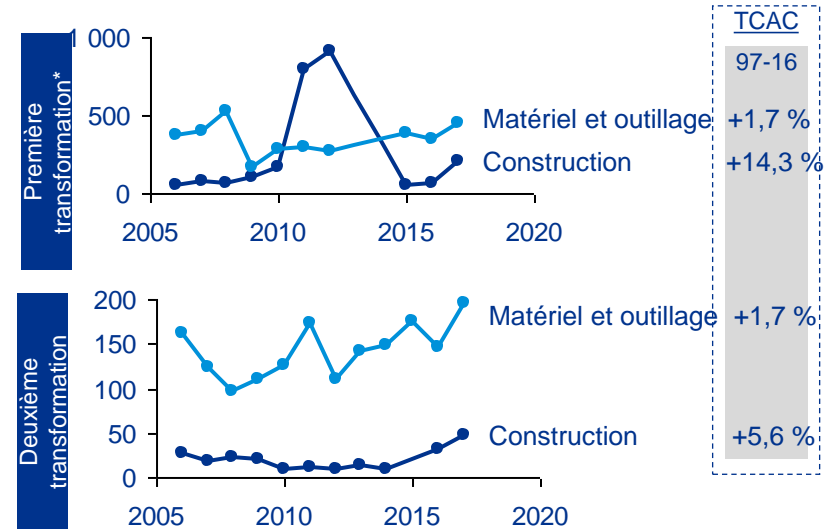 TCAC
97-16
Première
transformation*
1 000
500
0
2005 2010 2015 2020
Matériel et outillage +1,7 %
Construction +14,3 %
Deuxième
transformation
200
150
100
50
0
2005 2010 2015 2020
Matériel et outillage +1,7 %
Construction +5,6 %